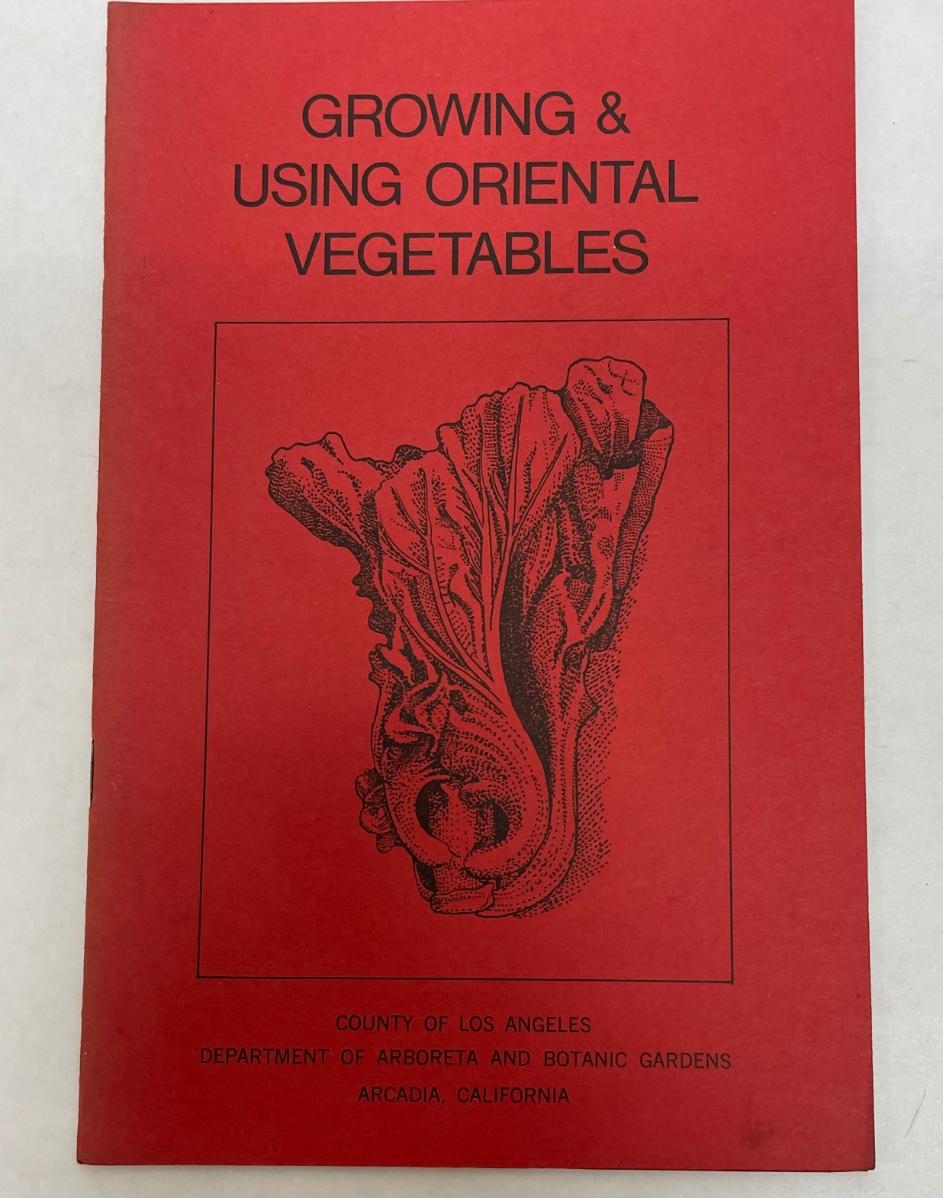 GROWING &
USING ORIENTAL
VEGETABLES
COUNTY OF LOS ANGELES
DEPARTMENT OF ARBORETA AND BOTANIC GARDENS
ARCADIA, CALIFORNIA